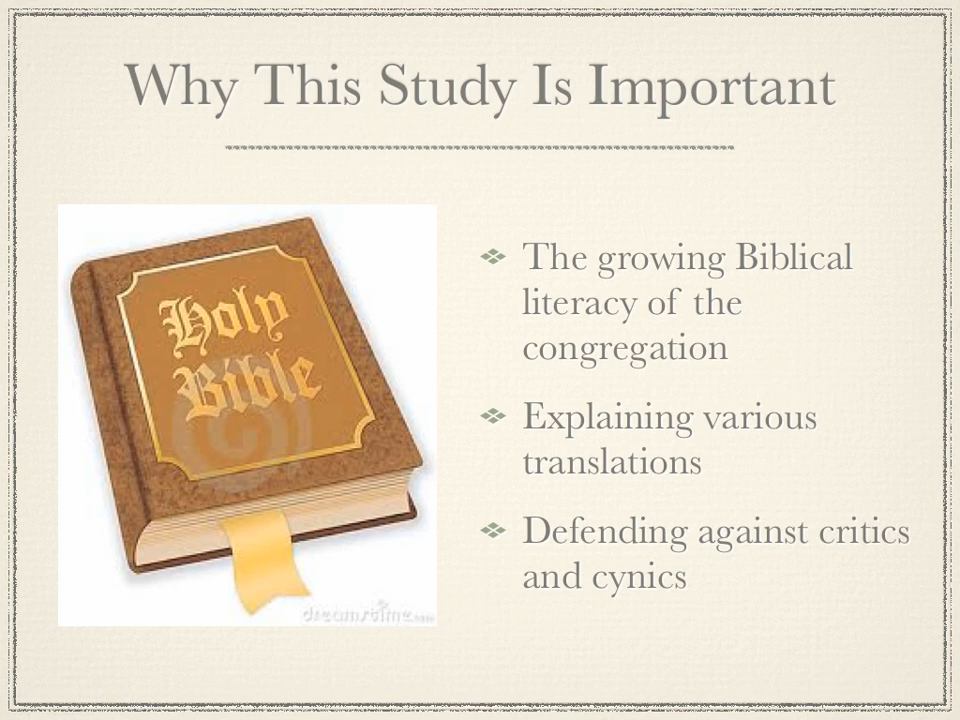 Why This Study Is Important
Holy
Bible
The growing Biblical
literacy of the
congregation
Explaining various
translations
Defending against critics
and cynics
dreamstime.com